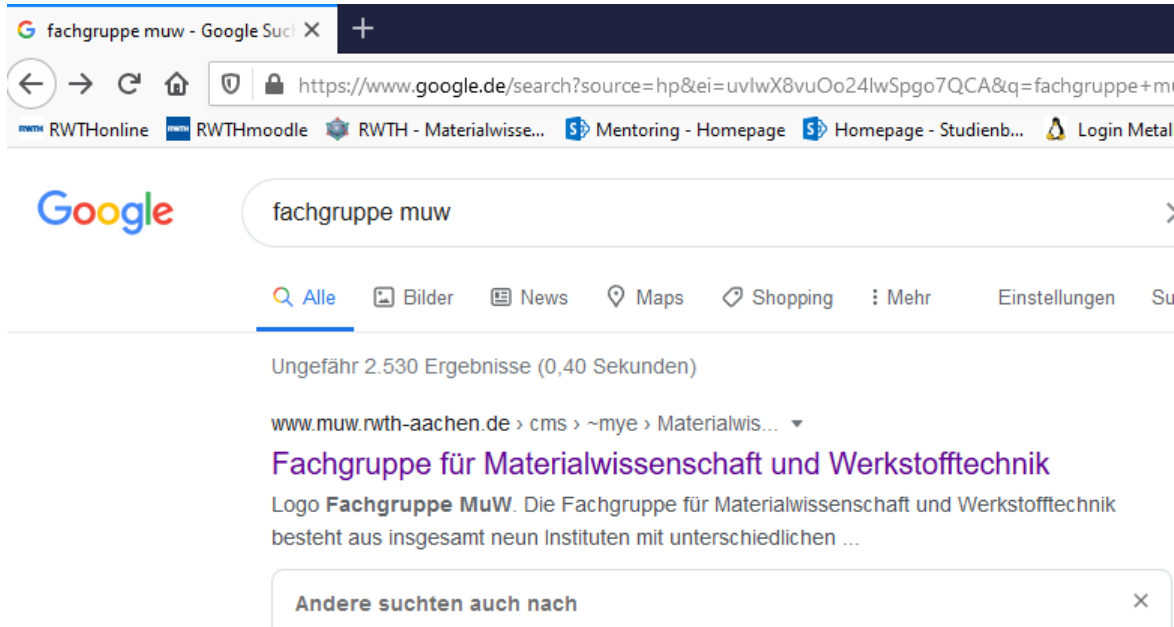 fachgruppe muw - Google Suc
https://www.google.de/search?source=hp&ei=uvIwX8vuOo24lwSpgo7QCA&q=fachgruppe+mu
RWTHonline RWTHmoodle RWTH - Materialwisse... Mentoring - Homepage Homepage - Studienb... Login Metal
Google fachgruppe muw
Alle Bilder News Maps Shopping Mehr Einstellungen Su
Ungefähr 2.530 Ergebnisse (0,40 Sekunden)
www.muw.rwth-aachen.de › cms › ~mye › Materialwis...
Fachgruppe für Materialwissenschaft und Werkstofftechnik
Logo Fachgruppe MuW. Die Fachgruppe für Materialwissenschaft und Werkstofftechnik
besteht aus insgesamt neun Instituten mit unterschiedlichen ...
Andere suchten auch nach